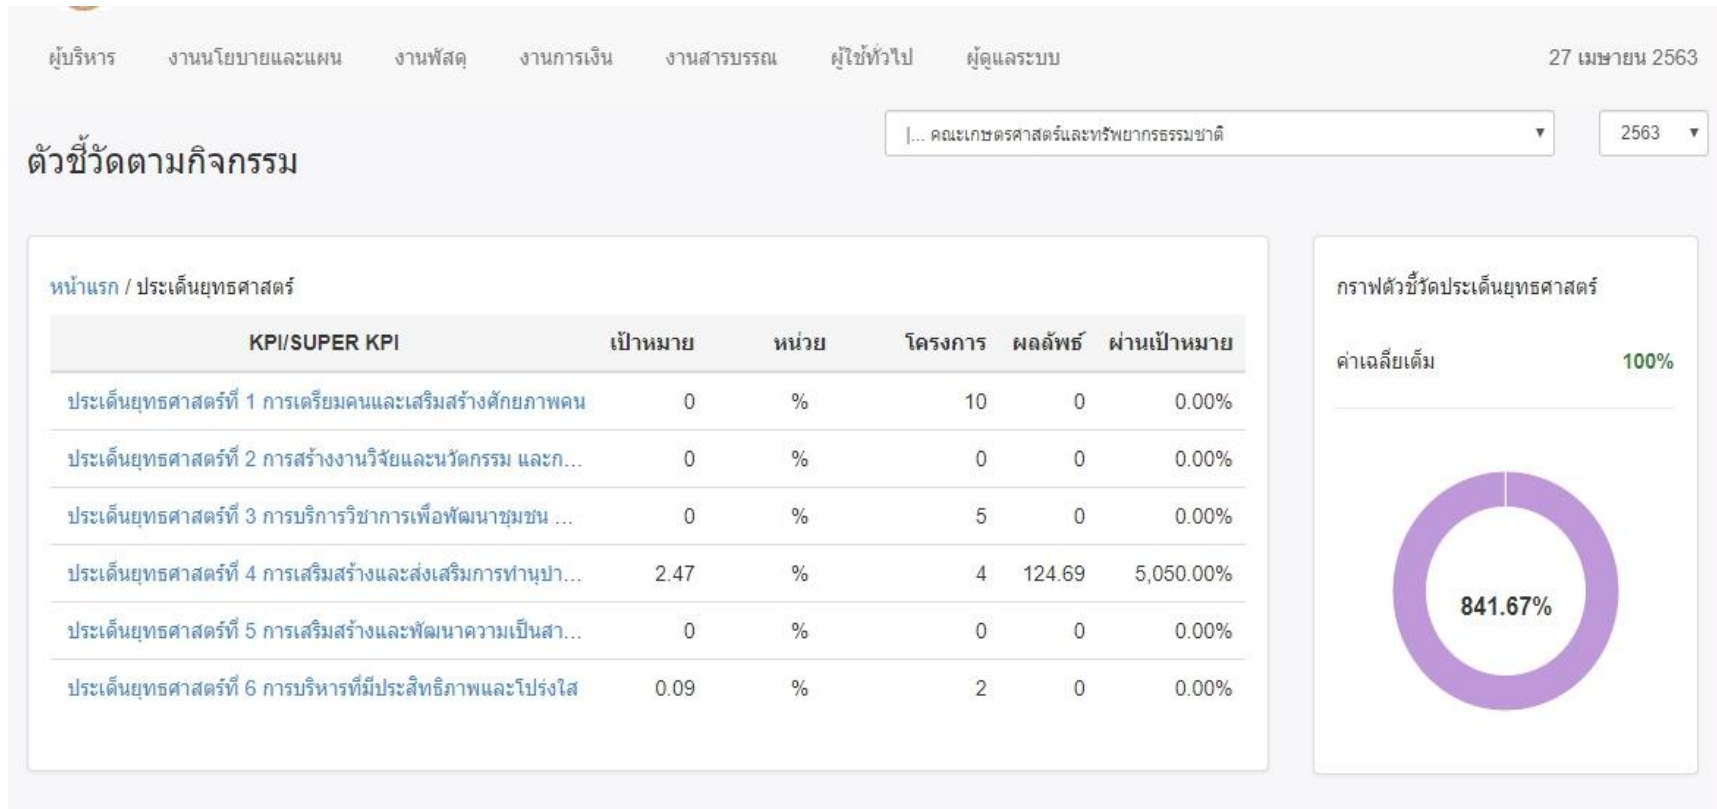 ผู้บริหาร งานนโยบายและแผน งานพัสดุ งานการเงิน งานสารบรรณ ผู้ใช้ทั่วไป ผู้ดูแลระบบ 27 เมษายน 2563
|... คณะเกษตรศาสตร์และทรัพยากรธรรมชาติ 2563
ตัวชี้วัดตามกิจกรรม
หน้าแรก / ประเด็นยุทธศาสตร์
KPI/SUPER KPI เป้าหมาย หน่วย โครงการ ผลลัพธ์ ผ่านเป้าหมาย
ประเด็นยุทธศาสตร์ที่ 1 การเตรียมคนและเสริมสร้างศักยภาพคน 0 % 10 0 0.00%
ประเด็นยุทธศาสตร์ที่ 2 การสร้างงานวิจัยและนวัตกรรม และก... 0 % 0 0 0.00%
ประเด็นยุทธศาสตร์ที่ 3 การบริการวิชาการเพื่อพัฒนาชุมชน ... 0 % 5 0 0.00%
ประเด็นยุทธศาสตร์ที่ 4 การเสริมสร้างและส่งเสริมการทำนุบำ... 2.47 % 4 124.69 5,050.00%
ประเด็นยุทธศาสตร์ที่ 5 การเสริมสร้างและพัฒนาความเป็นสา... 0 % 0 0 0.00%
ประเด็นยุทธศาสตร์ที่ 6 การบริหารที่มีประสิทธิภาพและโปร่งใส 0.09 % 2 0 0.00%
กราฟตัวชี้วัดประเด็นยุทธศาสตร์
ค่าเฉลี่ยเต็ม 100%
841.67%